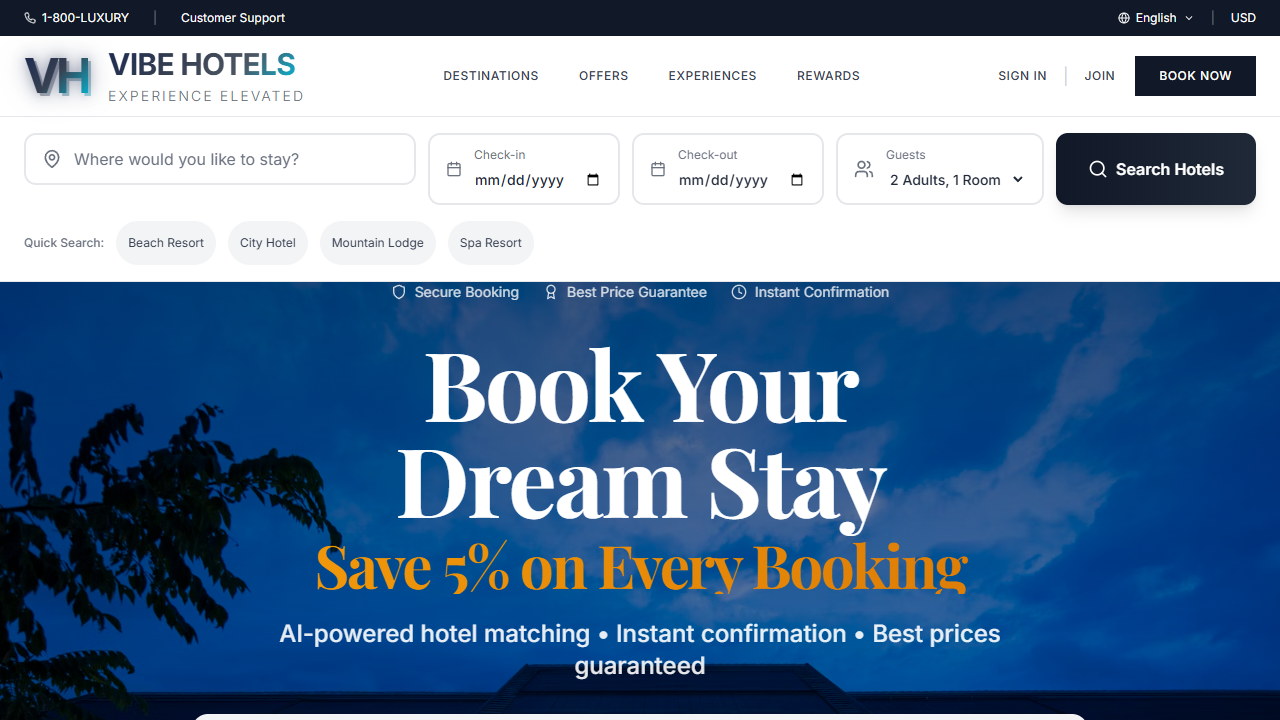 1-800-LUXURY
Customer Support
English
USD
VH
VIBE HOTELS
EXPERIENCE ELEVATED
DESTINATIONS
OFFERS
EXPERIENCES
REWARDS
SIGN IN
JOIN
BOOK NOW
Where would you like to stay?
Check-in
mm/dd/yyyy
Check-out
mm/dd/yyyy
Guests
2 Adults, 1 Room
Search Hotels
Quick Search:
Beach Resort
City Hotel
Mountain Lodge
Spa Resort
Secure Booking
Best Price Guarantee
Instant Confirmation
Book Your
Dream Stay
Save 5% on Every Booking
AI-powered hotel matching • Instant confirmation • Best prices
guaranteed